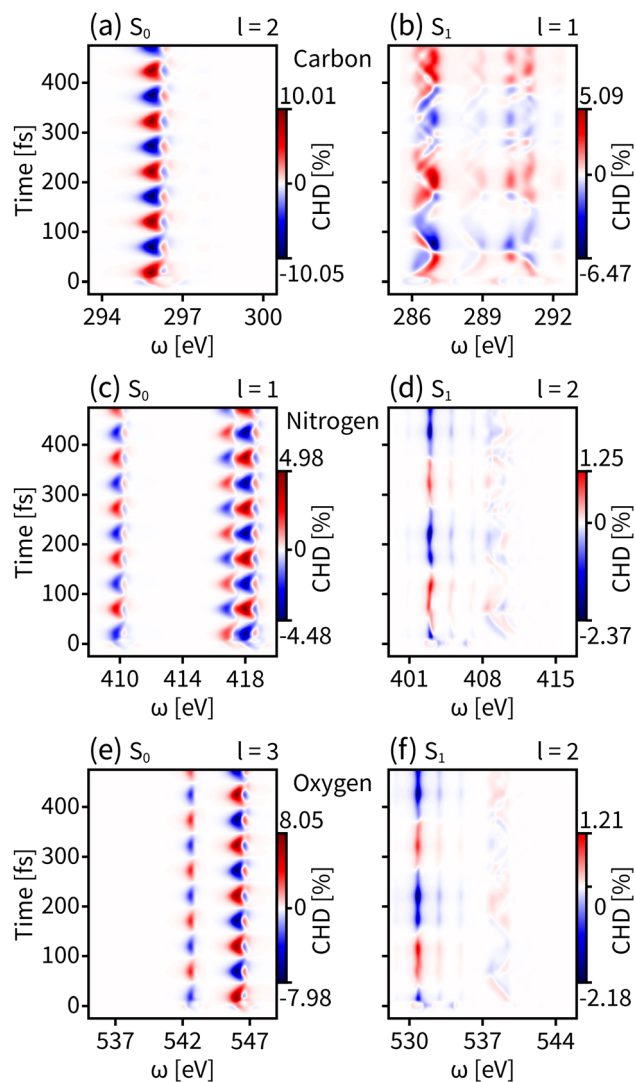 (a) S₀ l = 2
(b) S₁ l = 1
Carbon
Time [fs]
400
300
200
100
0
294 297 300
ω [eV]
10.01
0
-10.05
CHD [%]
286 289 292
ω [eV]
5.09
0
-6.47
CHD [%]
(c) S₀ l = 1
(d) S₁ l = 2
Nitrogen
Time [fs]
400
300
200
100
0
410 414 418
ω [eV]
4.98
0
-4.48
CHD [%]
401 408 415
ω [eV]
1.25
0
-2.37
CHD [%]
(e) S₀ l = 3
(f) S₁ l = 2
Oxygen
Time [fs]
400
300
200
100
0
537 542 547
ω [eV]
8.05
0
-7.98
CHD [%]
530 537 544
ω [eV]
1.21
0
-2.18
CHD [%]